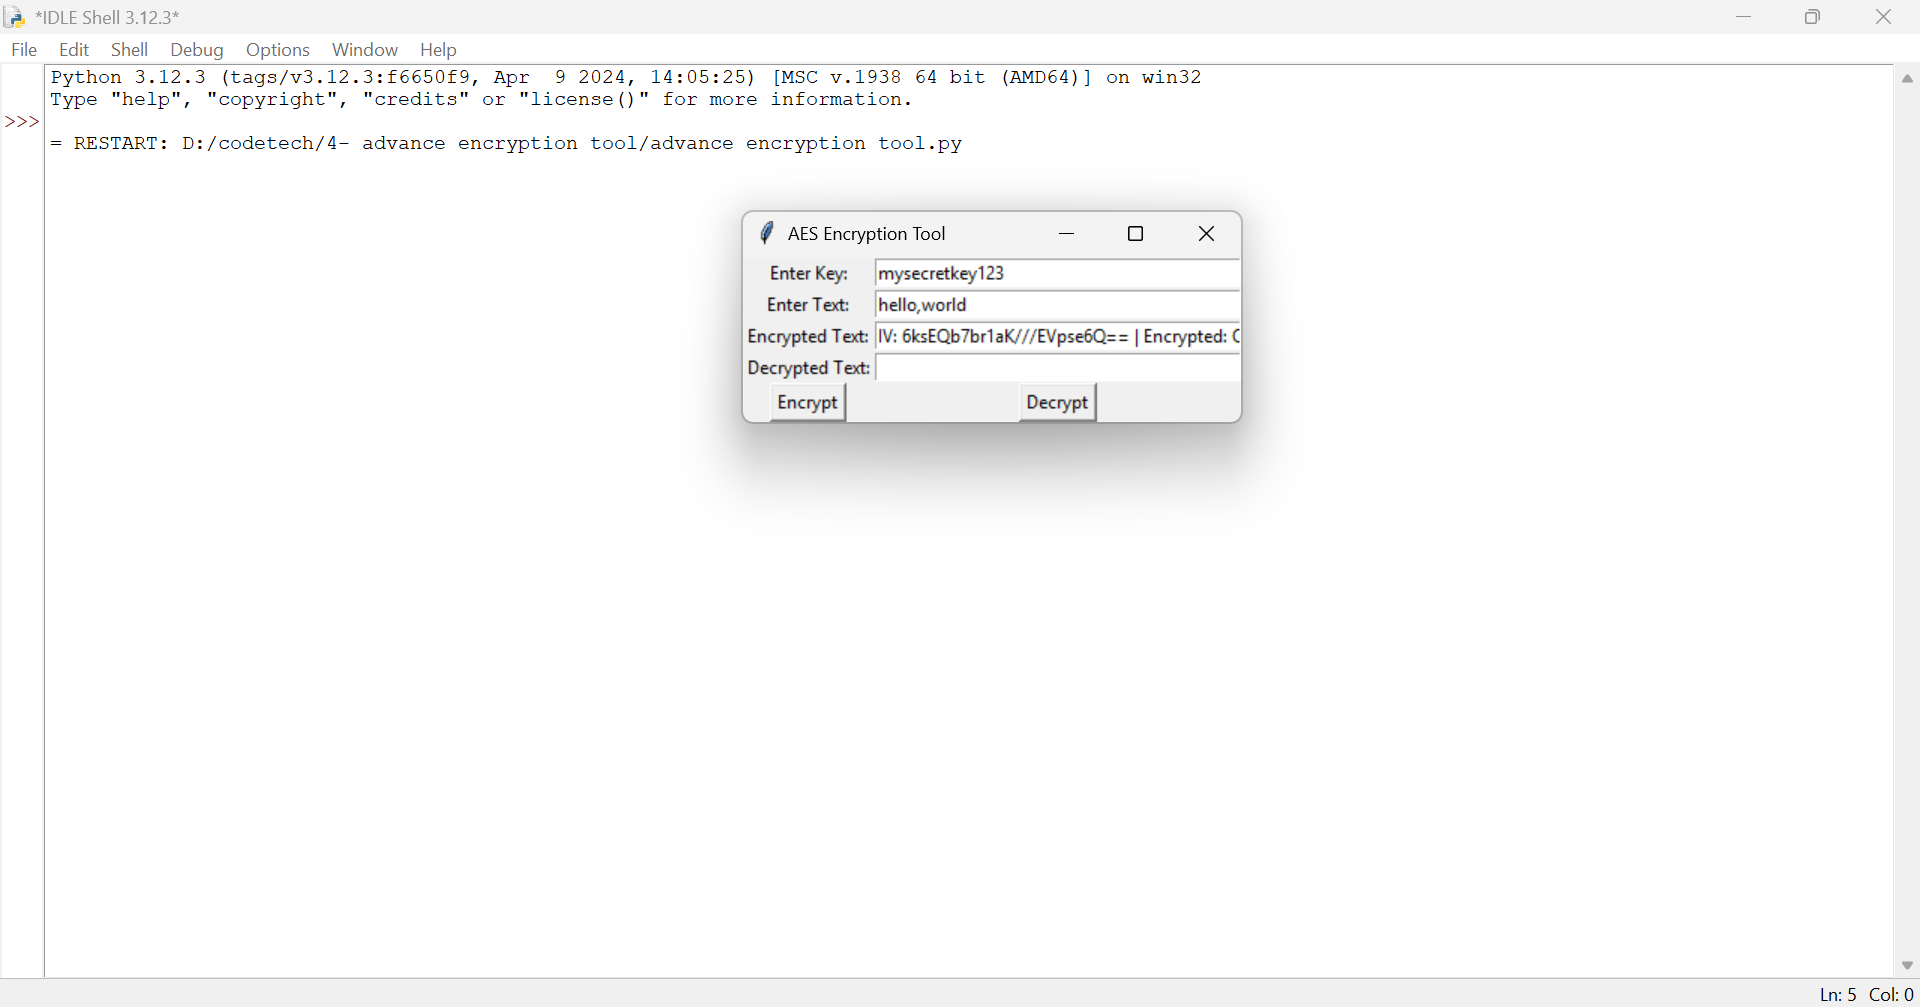 *IDLE Shell 3.12.3*
File Edit Shell Debug Options Window Help
Python 3.12.3 (tags/v3.12.3:f6650f9, Apr  9 2024, 14:05:25) [MSC v.1938 64 bit (AMD64)] on win32
Type "help", "copyright", "credits" or "license()" for more information.
>>>
= RESTART: D:/codetech/4- advance encryption tool/advance encryption tool.py
AES Encryption Tool
Enter Key: mysecretkey123
Enter Text: hello,world
Encrypted Text: IV: 6ksEQb7br1aK///EVpse6Q== | Encrypted:
Decrypted Text:
Encrypt Decrypt
Ln: 5 Col: 0